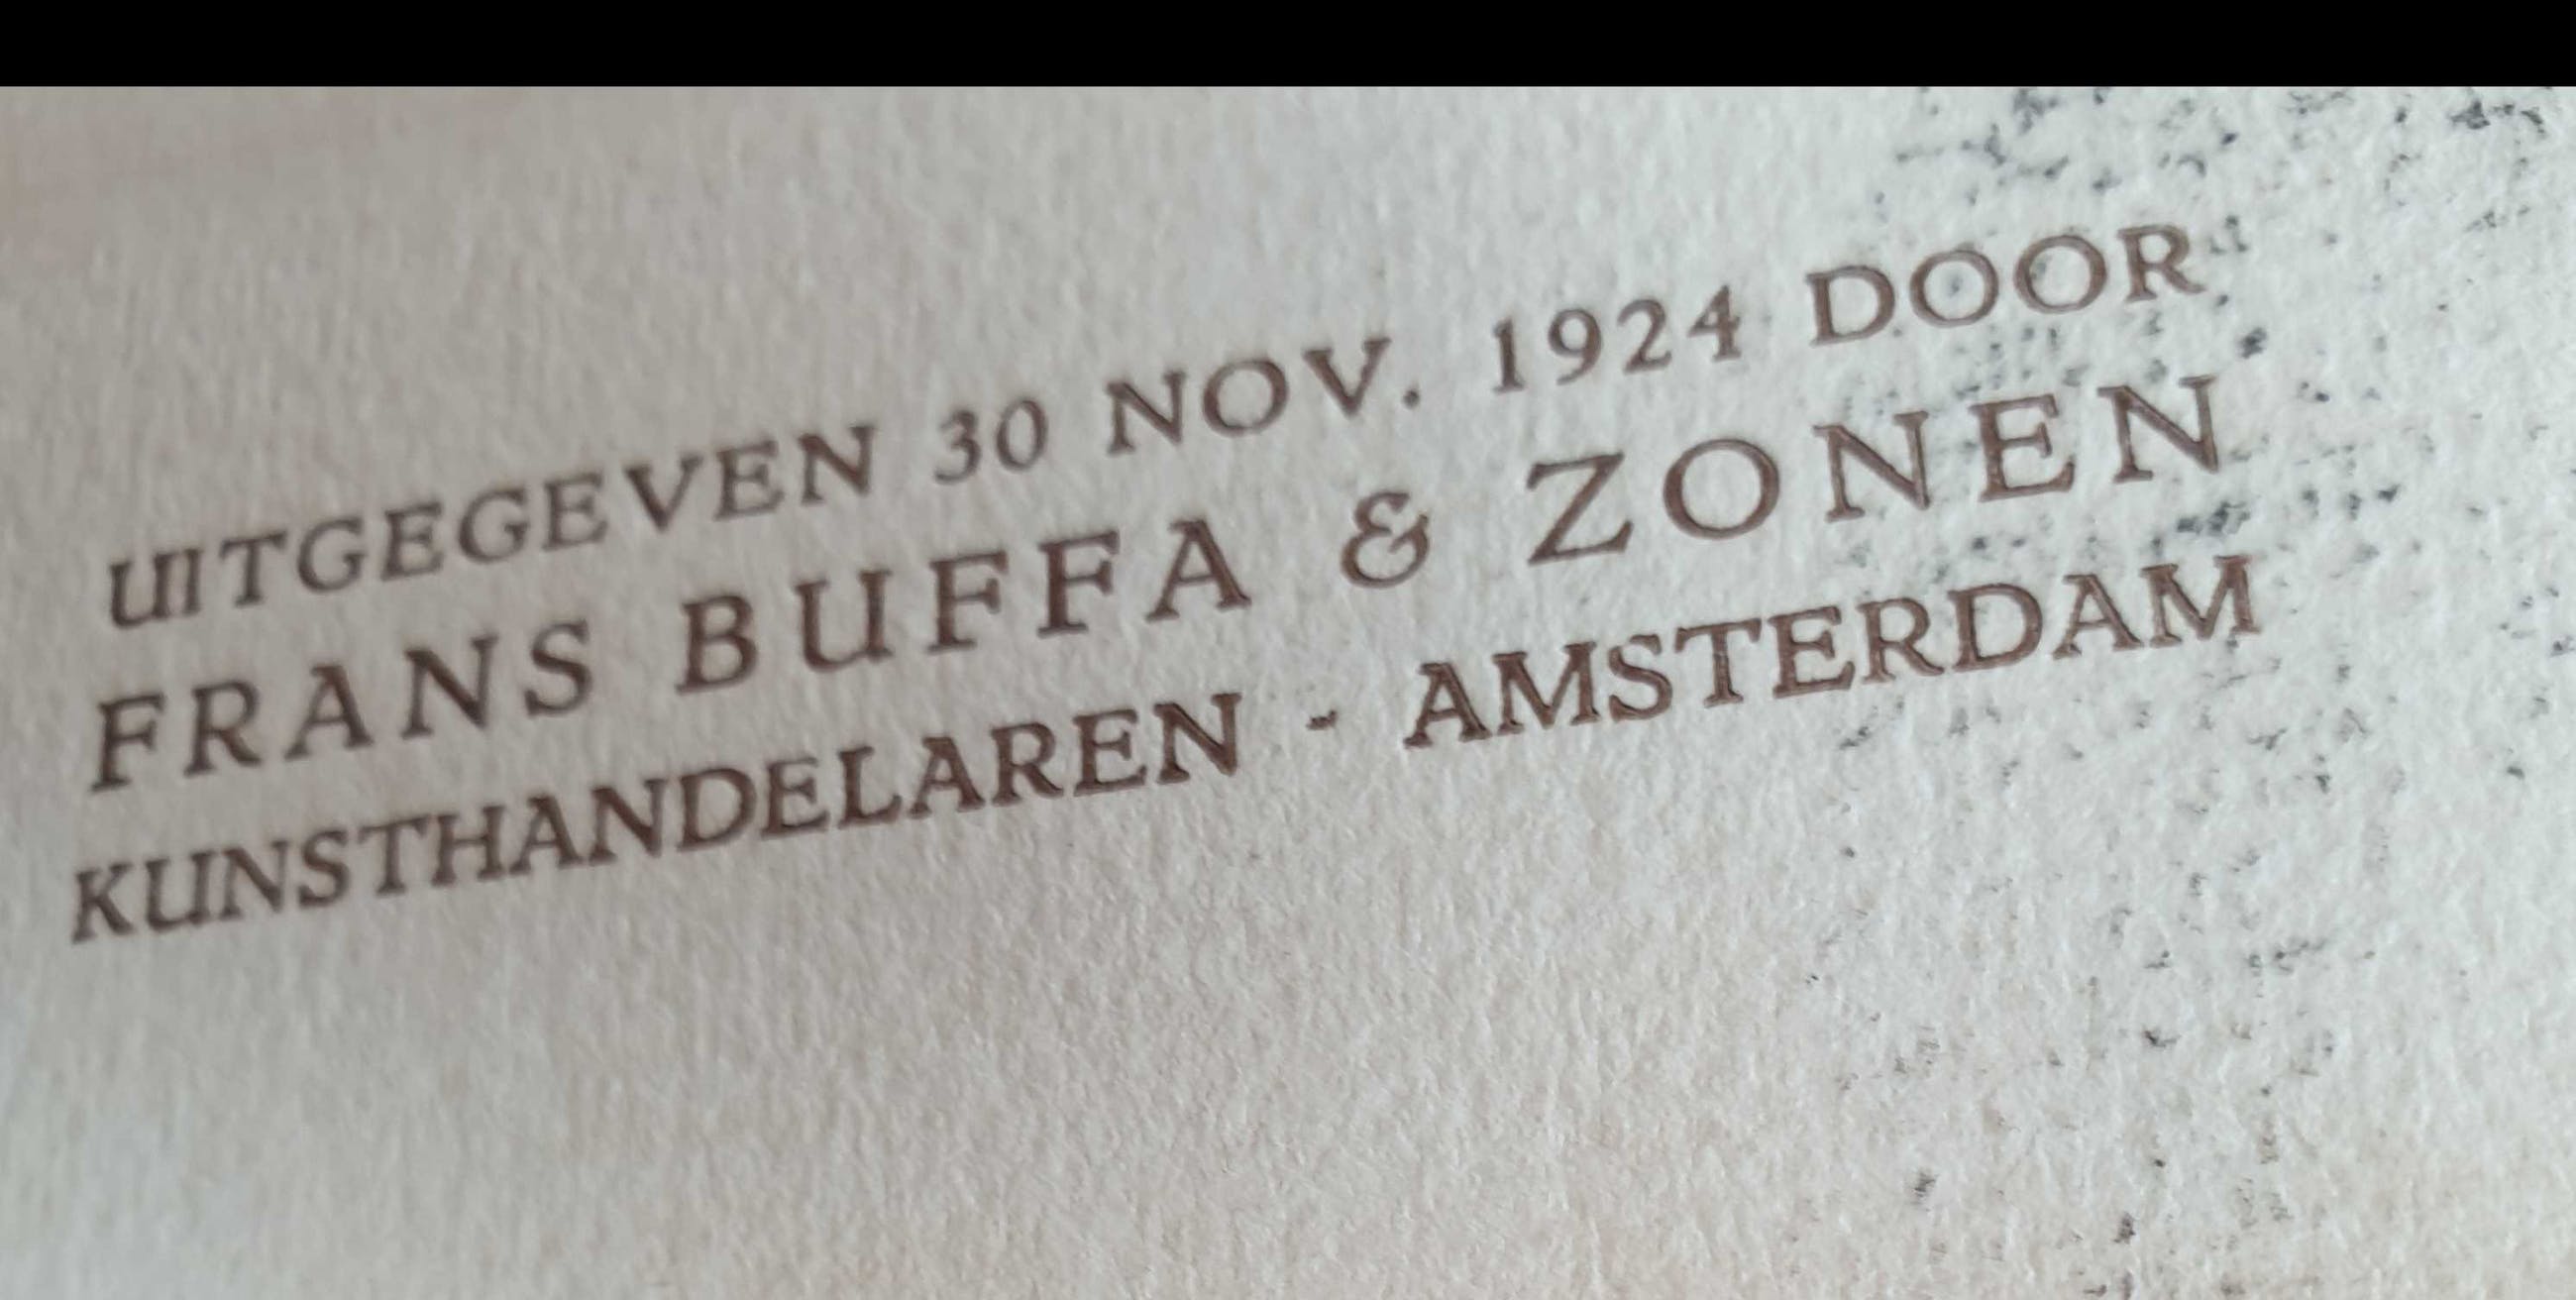 UITGEGEVEN 30 NOV. 1924 DOOR
FRANS BUFFA & ZONEN
KUNSTHANDELAREN - AMSTERDAM